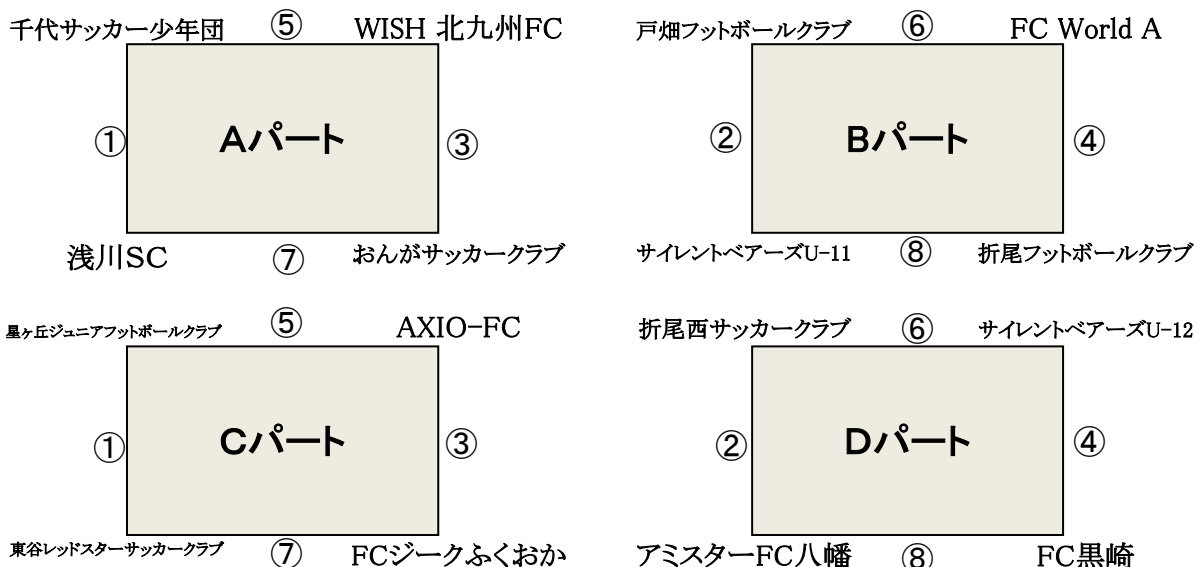 千代サッカー少年団 ⑤ WISH 北九州FC
① Aパート ③
浅川SC ⑦ おんがサッカークラブ
戸畑フットボールクラブ ⑥ FC World A
② Bパート ④
サイレントベアーズU-11 ⑧ 折尾フットボールクラブ
星ヶ丘ジュニアフットボールクラブ ⑤ AXIO-FC
① Cパート ③
東谷レッドスターサッカークラブ ⑦ FCジークふくおか
折尾西サッカークラブ ⑥ サイレントベアーズU-12
② Dパート ④
アミスターFC八幡 ⑧ FC黒崎